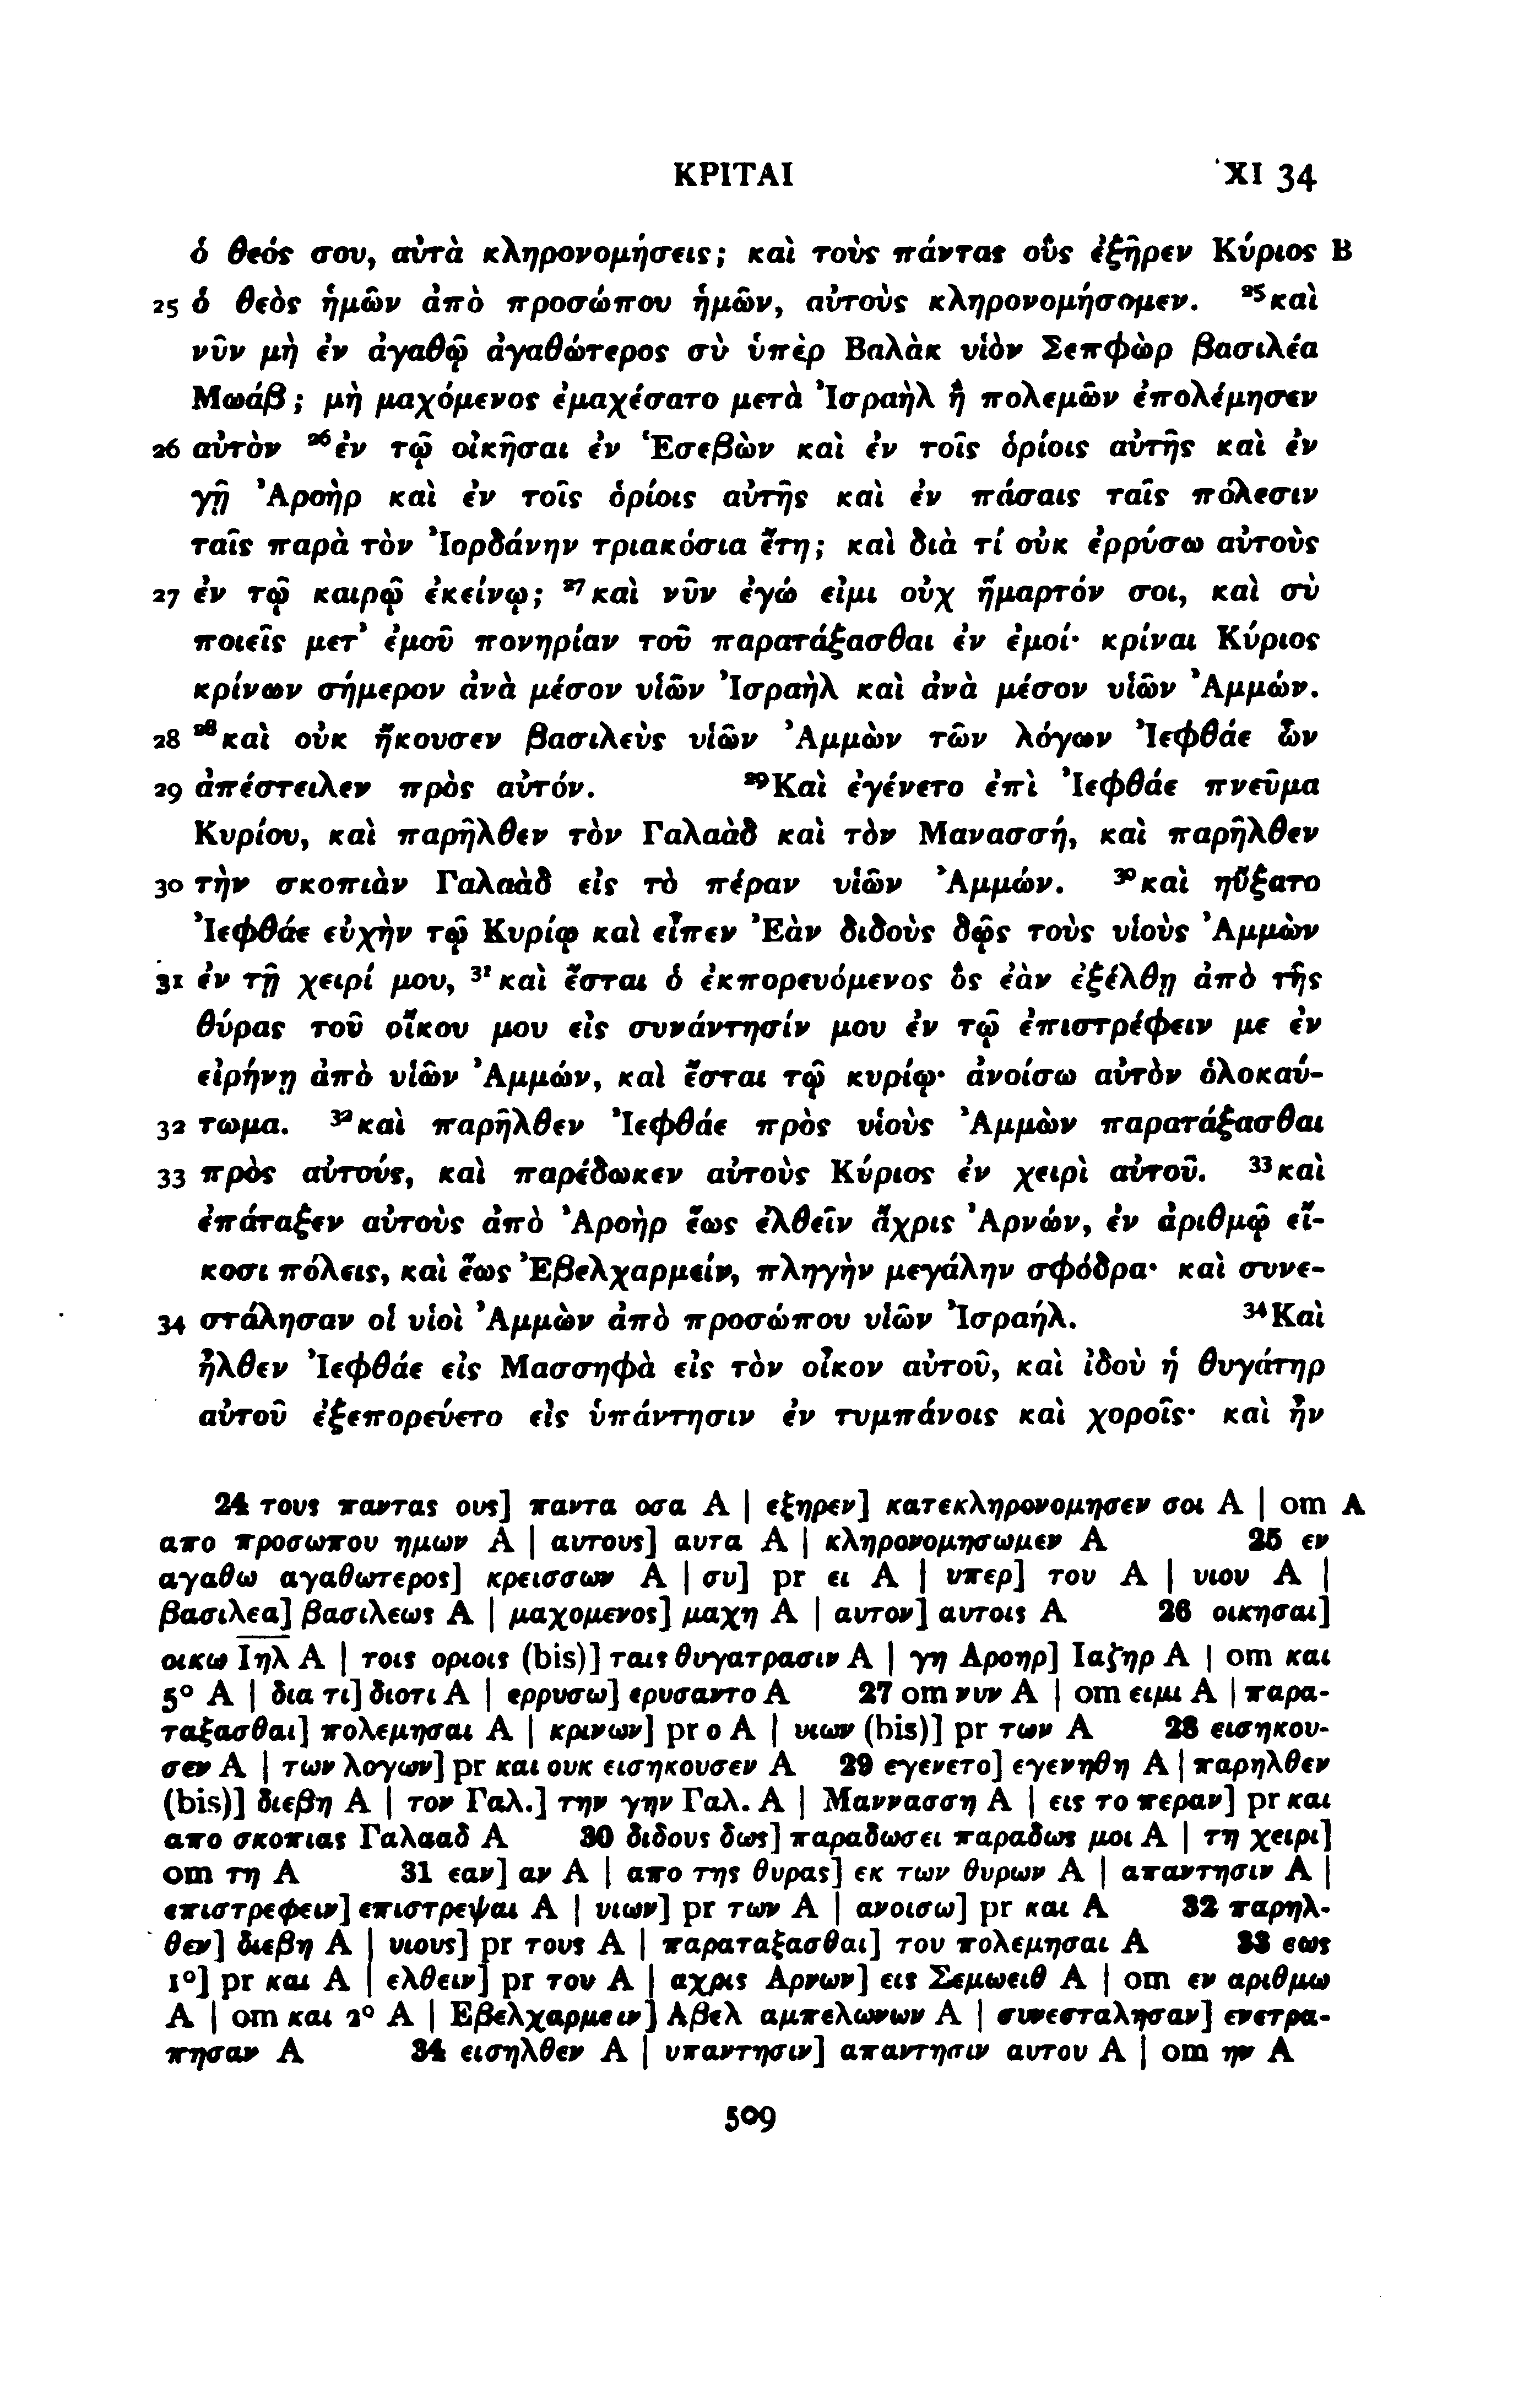 ΚΡΙΤΑΙ XI 34
ὁ θεός σου, αὐτὰ κληρονομήσεις; καὶ τοὺς πάντας οὓς ἐξῆρεν Κύριος B
25 ὁ θεὸς ἡμῶν ἀπὸ προσώπου ἡμῶν, αὐτοὺς κληρονομήσομεν. ²⁵καὶ
νῦν μὴ ἐν ἀγαθῷ ἀγαθώτερος σὺ ὑπὲρ Βαλὰκ υἱὸν Σεπφὼρ βασιλέα
Μωάβ; μὴ μαχόμενος ἐμαχέσατο μετὰ Ἰσραὴλ ἢ πολεμῶν ἐπολέμησεν
26 αὐτὸν ²⁶ἐν τῷ οἰκῆσαι ἐν Ἑσεβὼν καὶ ἐν τοῖς ὁρίοις αὐτῆς καὶ ἐν
γῇ Ἀροὴρ καὶ ἐν τοῖς ὁρίοις αὐτῆς καὶ ἐν πάσαις ταῖς πόλεσιν
ταῖς παρὰ τὸν Ἰορδάνην τριακόσια ἔτη; καὶ διὰ τί οὐκ ἐρρύσω αὐτοὺς
27 ἐν τῷ καιρῷ ἐκείνῳ; ²⁷καὶ νῦν ἐγώ εἰμι οὐχ ἥμαρτόν σοι, καὶ σὺ
ποιεῖς μετ’ ἐμοῦ πονηρίαν τοῦ παρατάξασθαι ἐν ἐμοί· κρίναι Κύριος
κρίνων σήμερον ἀνὰ μέσον υἱῶν Ἰσραὴλ καὶ ἀνὰ μέσον υἱῶν Ἀμμών.
28 ²⁸καὶ οὐκ ἤκουσεν βασιλεὺς υἱῶν Ἀμμὼν τῶν λόγων Ἰεφθάε ὧν
29 ἀπέστειλεν πρὸς αὐτόν. ²⁹Καὶ ἐγένετο ἐπὶ Ἰεφθάε πνεῦμα
Κυρίου, καὶ παρῆλθεν τὸν Γαλαὰδ καὶ τὸν Μανασσή, καὶ παρῆλθεν
30 τὴν σκοπιὰν Γαλαὰδ εἰς τὸ πέραν υἱῶν Ἀμμών. ³⁰καὶ ηὔξατο
Ἰεφθάε εὐχὴν τῷ Κυρίῳ καὶ εἶπεν Ἐὰν διδοὺς δῷς τοὺς υἱοὺς Ἀμμὼν
31 ἐν τῇ χειρί μου, ³¹καὶ ἔσται ὁ ἐκπορευόμενος ὃς ἐὰν ἐξέλθῃ ἀπὸ τῆς
θύρας τοῦ οἴκου μου εἰς συνάντησίν μου ἐν τῷ ἐπιστρέφειν με ἐν
εἰρήνῃ ἀπὸ υἱῶν Ἀμμών, καὶ ἔσται τῷ κυρίῳ· ἀνοίσω αὐτὸν ὁλοκαύ-
32 τωμα. ³²καὶ παρῆλθεν Ἰεφθάε πρὸς υἱοὺς Ἀμμὼν παρατάξασθαι
33 πρὸς αὐτούς, καὶ παρέδωκεν αὐτοὺς Κύριος ἐν χειρὶ αὐτοῦ. ³³καὶ
ἐπάταξεν αὐτοὺς ἀπὸ Ἀροὴρ ἕως ἐλθεῖν ἄχρις Ἀρνών, ἐν ἀριθμῷ εἴ-
κοσι πόλεις, καὶ ἕως Ἐβελχαρμείν, πληγὴν μεγάλην σφόδρα· καὶ συνε-
34 στάλησαν οἱ υἱοὶ Ἀμμὼν ἀπὸ προσώπου υἱῶν Ἰσραήλ. ³⁴Καὶ
ἦλθεν Ἰεφθάε εἰς Μασσηφὰ εἰς τὸν οἶκον αὐτοῦ, καὶ ἰδοὺ ἡ θυγάτηρ
αὐτοῦ ἐξεπορεύετο εἰς ὑπάντησιν ἐν τυμπάνοις καὶ χοροῖς· καὶ ἦν
24 τους παντας ους] παντα οσα A | εξηρεν] κατεκληρονομησεν σοι A | om A
απο προσωπου ημων A | αυτους] αυτα A | κληρονομησωμεν A 25 εν
αγαθω αγαθωτερος] κρεισσων A | συ] pr ει A | υπερ] του A | υιου A |
βασιλεα] βασιλεως A | μαχομενος] μαχη A | αυτον] αυτοις A 26 οικησαι]
οικω Ιηλ A | τοις οριοις (bis)] ταις θυγατρασιν A | γη Αροηρ] Ιαζηρ A | om και
5° A | δια τι] διοτι A | ερρυσω] ερυσαντο A 27 om νυν A | om ειμι A | παρα-
ταξασθαι] πολεμησαι A | κρινων] pr ο A | υιων (bis)] pr των A 28 εισηκου-
σεν A | των λογων] pr και ουκ εισηκουσεν A 29 εγενετο] εγενηθη A | παρηλθεν
(bis)] διεβη A | τον Γαλ.] την γην Γαλ. A | Μαννασση A | εις το περαν] pr και
απο σκοπιας Γαλααδ A 30 διδους δως] παραδωσει παραδως μοι A | τη χειρι]
om τη A 31 εαν] αν A | απο της θυρας] εκ των θυρων A | απαντησιν A |
επιστρεφειν] επιστρεψαι A | υιων] pr των A | ανοισω] pr και A 32 παρηλ-
θεν] διεβη A | υιους] pr τους A | παραταξασθαι] του πολεμησαι A 33 εως
1°] pr και A | ελθειν] pr του A | αχρις Αρνων] εις Σεμωειθ A | om εν αριθμω
A | om και 2° A | Εβελχαρμειν] Αβελ αμπελωνων A | συνεσταλησαν] ενετρα-
πησαν A 34 εισηλθεν A | υπαντησιν] απαντησιν αυτου A | om ην A
509